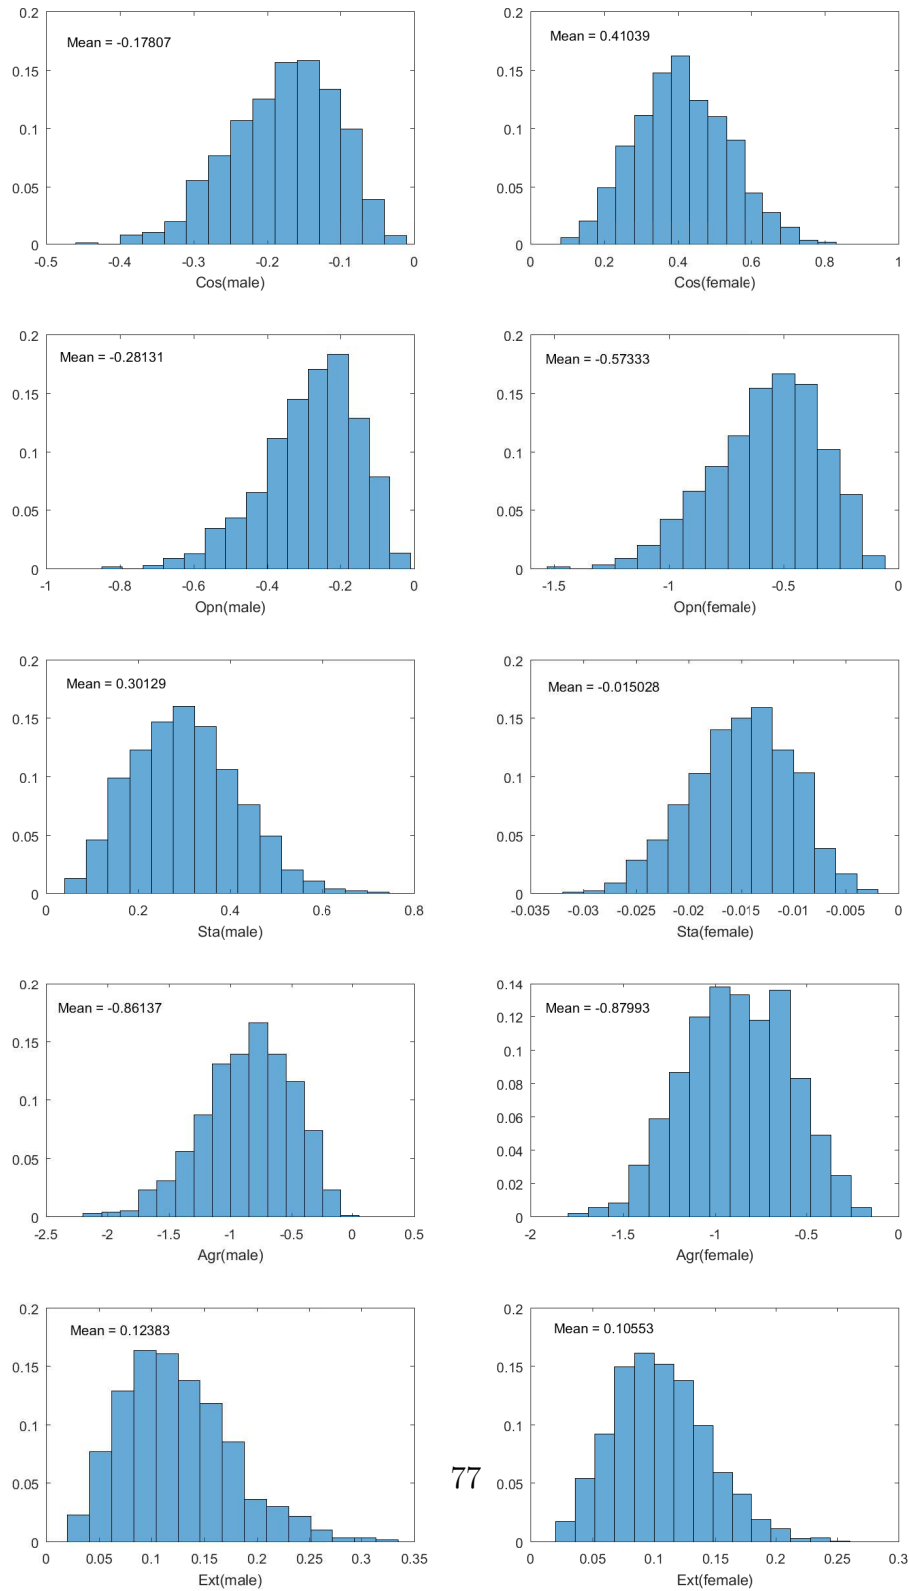 0.2
0.15
0.1
0.05
0
Mean = -0.17807
-0.5 -0.4 -0.3 -0.2 -0.1 0
Cos(male)
0.2
0.15
0.1
0.05
0
Mean = 0.41039
0 0.2 0.4 0.6 0.8 1
Cos(female)
0.2
0.15
0.1
0.05
0
Mean = -0.28131
-1 -0.8 -0.6 -0.4 -0.2 0
Opn(male)
0.2
0.15
0.1
0.05
0
Mean = -0.57333
-1.5 -1 -0.5 0
Opn(female)
0.2
0.15
0.1
0.05
0
Mean = 0.30129
0 0.2 0.4 0.6 0.8
Sta(male)
0.2
0.15
0.1
0.05
0
Mean = -0.015028
-0.035 -0.03 -0.025 -0.02 -0.015 -0.01 -0.005 0
Sta(female)
0.2
0.15
0.1
0.05
0
Mean = -0.86137
-2.5 -2 -1.5 -1 -0.5 0 0.5
Agr(male)
0.14
0.12
0.1
0.08
0.06
0.04
0.02
0
Mean = -0.87993
-2 -1.5 -1 -0.5 0
Agr(female)
0.2
0.15
0.1
0.05
0
Mean = 0.12383
0 0.05 0.1 0.15 0.2 0.25 0.3 0.35
Ext(male)
0.2
0.15
0.1
0.05
0
Mean = 0.10553
0 0.05 0.1 0.15 0.2 0.25 0.3
Ext(female)
77